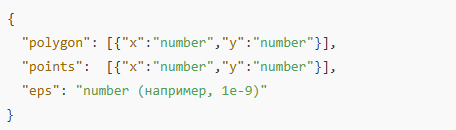 {
"polygon": [{"x":"number","y":"number"}],
"points":  [{"x":"number","y":"number"}],
"eps": "number (например, 1e-9)"
}